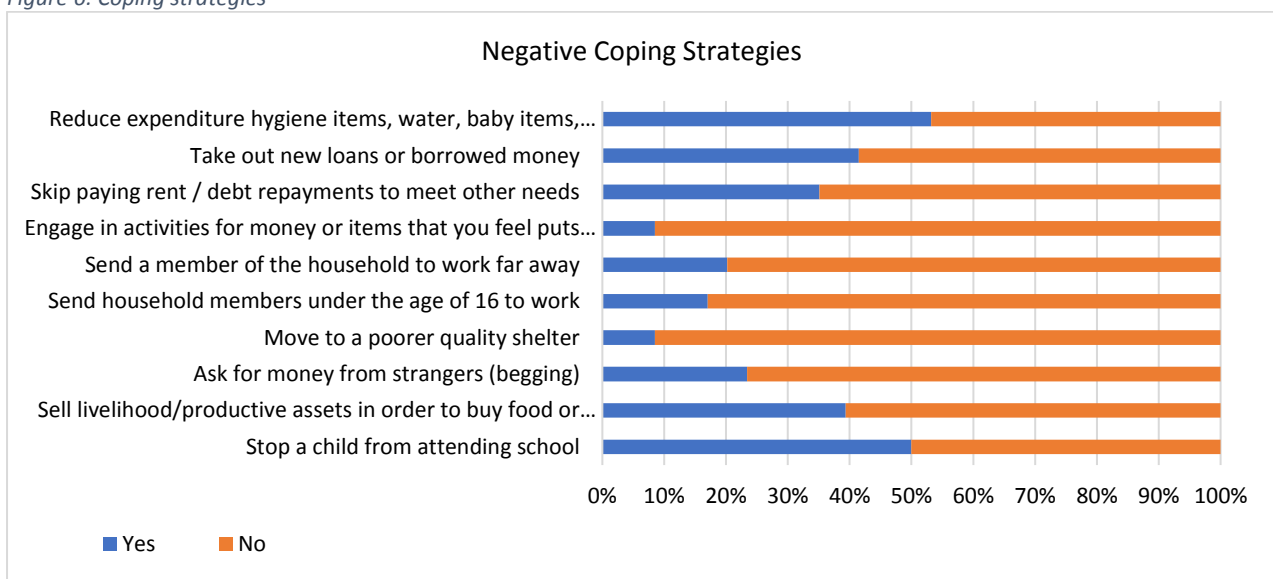 Figure 6: Coping strategies
Negative Coping Strategies
Reduce expenditure hygiene items, water, baby items,...
Take out new loans or borrowed money
Skip paying rent / debt repayments to meet other needs
Engage in activities for money or items that you feel puts...
Send a member of the household to work far away
Send household members under the age of 16 to work
Move to a poorer quality shelter
Ask for money from strangers (begging)
Sell livelihood/productive assets in order to buy food or...
Stop a child from attending school
0% 10% 20% 30% 40% 50% 60% 70% 80% 90% 100%
Yes No